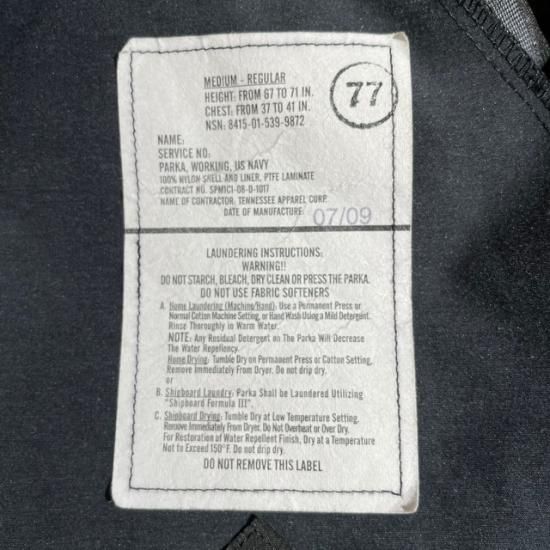 MEDIUM - REGULAR
HEIGHT: FROM 67 TO 71 IN.
CHEST: FROM 37 TO 41 IN.
NSN: 8415-01-539-9872
77
NAME:
SERVICE NO:
PARKA, WORKING, US NAVY
100% NYLON SHELL AND LINER, PTFE LAMINATE
CONTRACT NO. SPM1C1-08-D-1017
NAME OF CONTRACTOR: TENNESSEE APPAREL CORP.
DATE OF MANUFACTURE: 07/09
LAUNDERING INSTRUCTIONS:
WARNING!!
DO NOT STARCH, BLEACH, DRY CLEAN OR PRESS THE PARKA.
DO NOT USE FABRIC SOFTENERS
A. Home Laundering (Machine/Hand): Use a Permanent Press or
Normal Cotton Machine Setting, or Hand Wash Using a Mild Detergent.
Rinse Thoroughly in Warm Water.
NOTE: Any Residual Detergent on The Parka Will Decrease
The Water Repellency.
Home Drying: Tumble Dry on Permanent Press or Cotton Setting,
Remove Immediately From Dryer. Do not drip dry.
or
B. Shipboard Laundry: Parka Shall be Laundered Utilizing
"Shipboard Formula III".
C. Shipboard Drying: Tumble Dry at Low Temperature Setting,
Remove Immediately From Dryer. Do Not Overheat or Over Dry.
For Restoration of Water Repellent Finish, Dry at a Temperature
Not to Exceed 150°F. Do not drip dry.
DO NOT REMOVE THIS LABEL